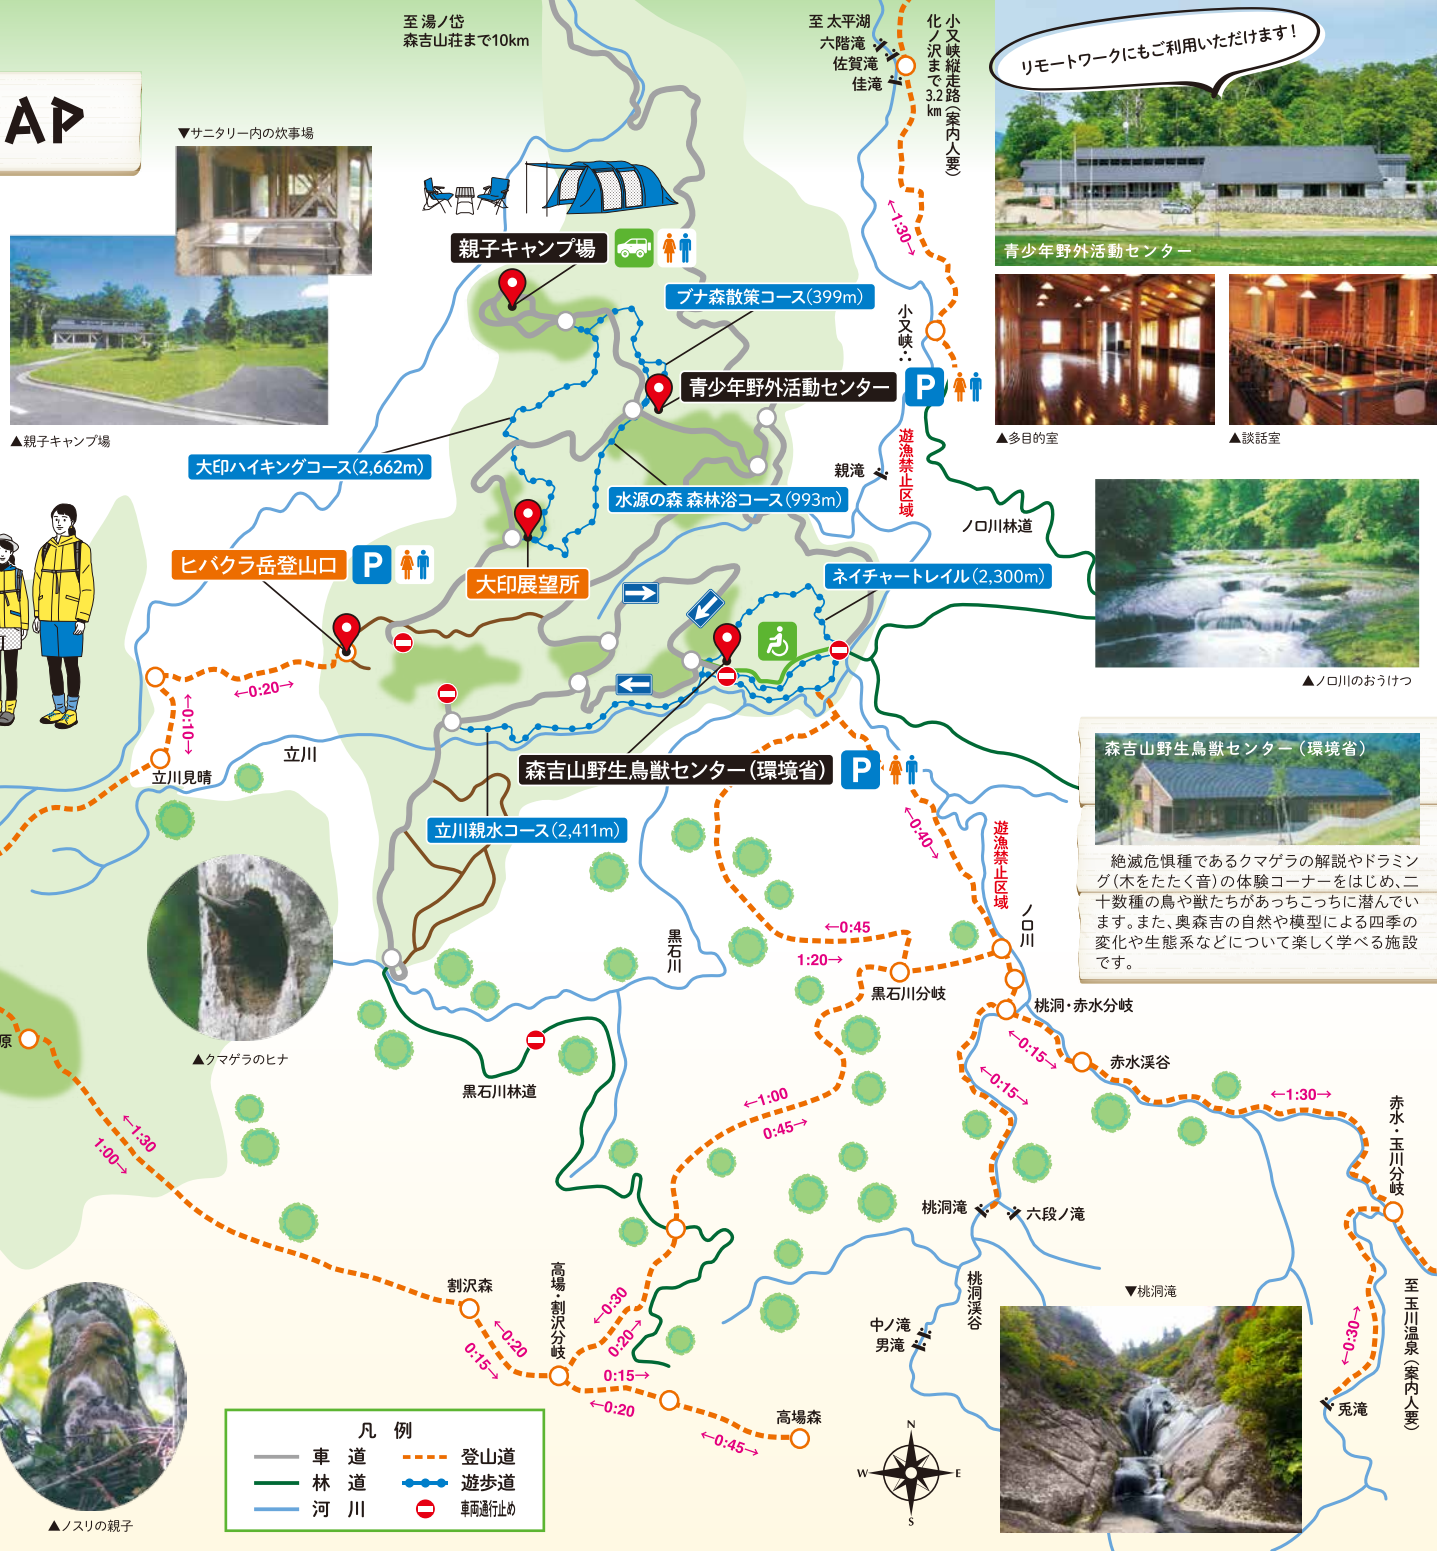 AP
至 湯ノ岱
森吉山荘まで10km
▼サニタリー内の炊事場
▲親子キャンプ場
親子キャンプ場
ブナ森散策コース(399m)
青少年野外活動センター
大印ハイキングコース(2,662m)
水源の森 森林浴コース(993m)
ヒバクラ岳登山口
P
大印展望所
ネイチャートレイル(2,300m)
至 太平湖
六階滝
佐賀滝
佳滝
小又峡縦走路(案内人要)
化ノ沢まで3.2km
←1:30→
小又峡∴
P
遊漁禁止区域
親滝
ノロ川林道
リモートワークにもご利用いただけます!
青少年野外活動センター
▲多目的室
▲談話室
▲ノロ川のおうけつ
森吉山野生鳥獣センター(環境省)
絶滅危惧種であるクマゲラの解説やドラミン
グ(木をたたく音)の体験コーナーをはじめ、二
十数種の鳥や獣たちがあっちこっちに潜んでい
ます。また、奥森吉の自然や模型による四季の
変化や生態系などについて楽しく学べる施設
です。
←0:20→
←0:10→
立川見晴
立川
森吉山野生鳥獣センター(環境省)
P
立川親水コース(2,411m)
←0:40→
遊漁禁止区域
ノロ川
黒石川
←0:45
1:20→
黒石川分岐
桃洞・赤水分岐
←0:15→
赤水渓谷
←0:15→
←1:30→
赤水・玉川分岐
▲クマゲラのヒナ
原
黒石川林道
←1:00
0:45→
←1:30
1:00→
桃洞滝
六段ノ滝
桃洞渓谷
中ノ滝
男滝
▼桃洞滝
至 玉川温泉(案内人要)
←0:30→
兎滝
割沢森
高場・割沢分岐
←0:30
0:20→
←0:20
0:15→
0:15→
←0:20
←0:45→
高場森
▲ノスリの親子
凡 例
車 道
登山道
林 道
遊歩道
河 川
車両通行止め
N
W
E
S